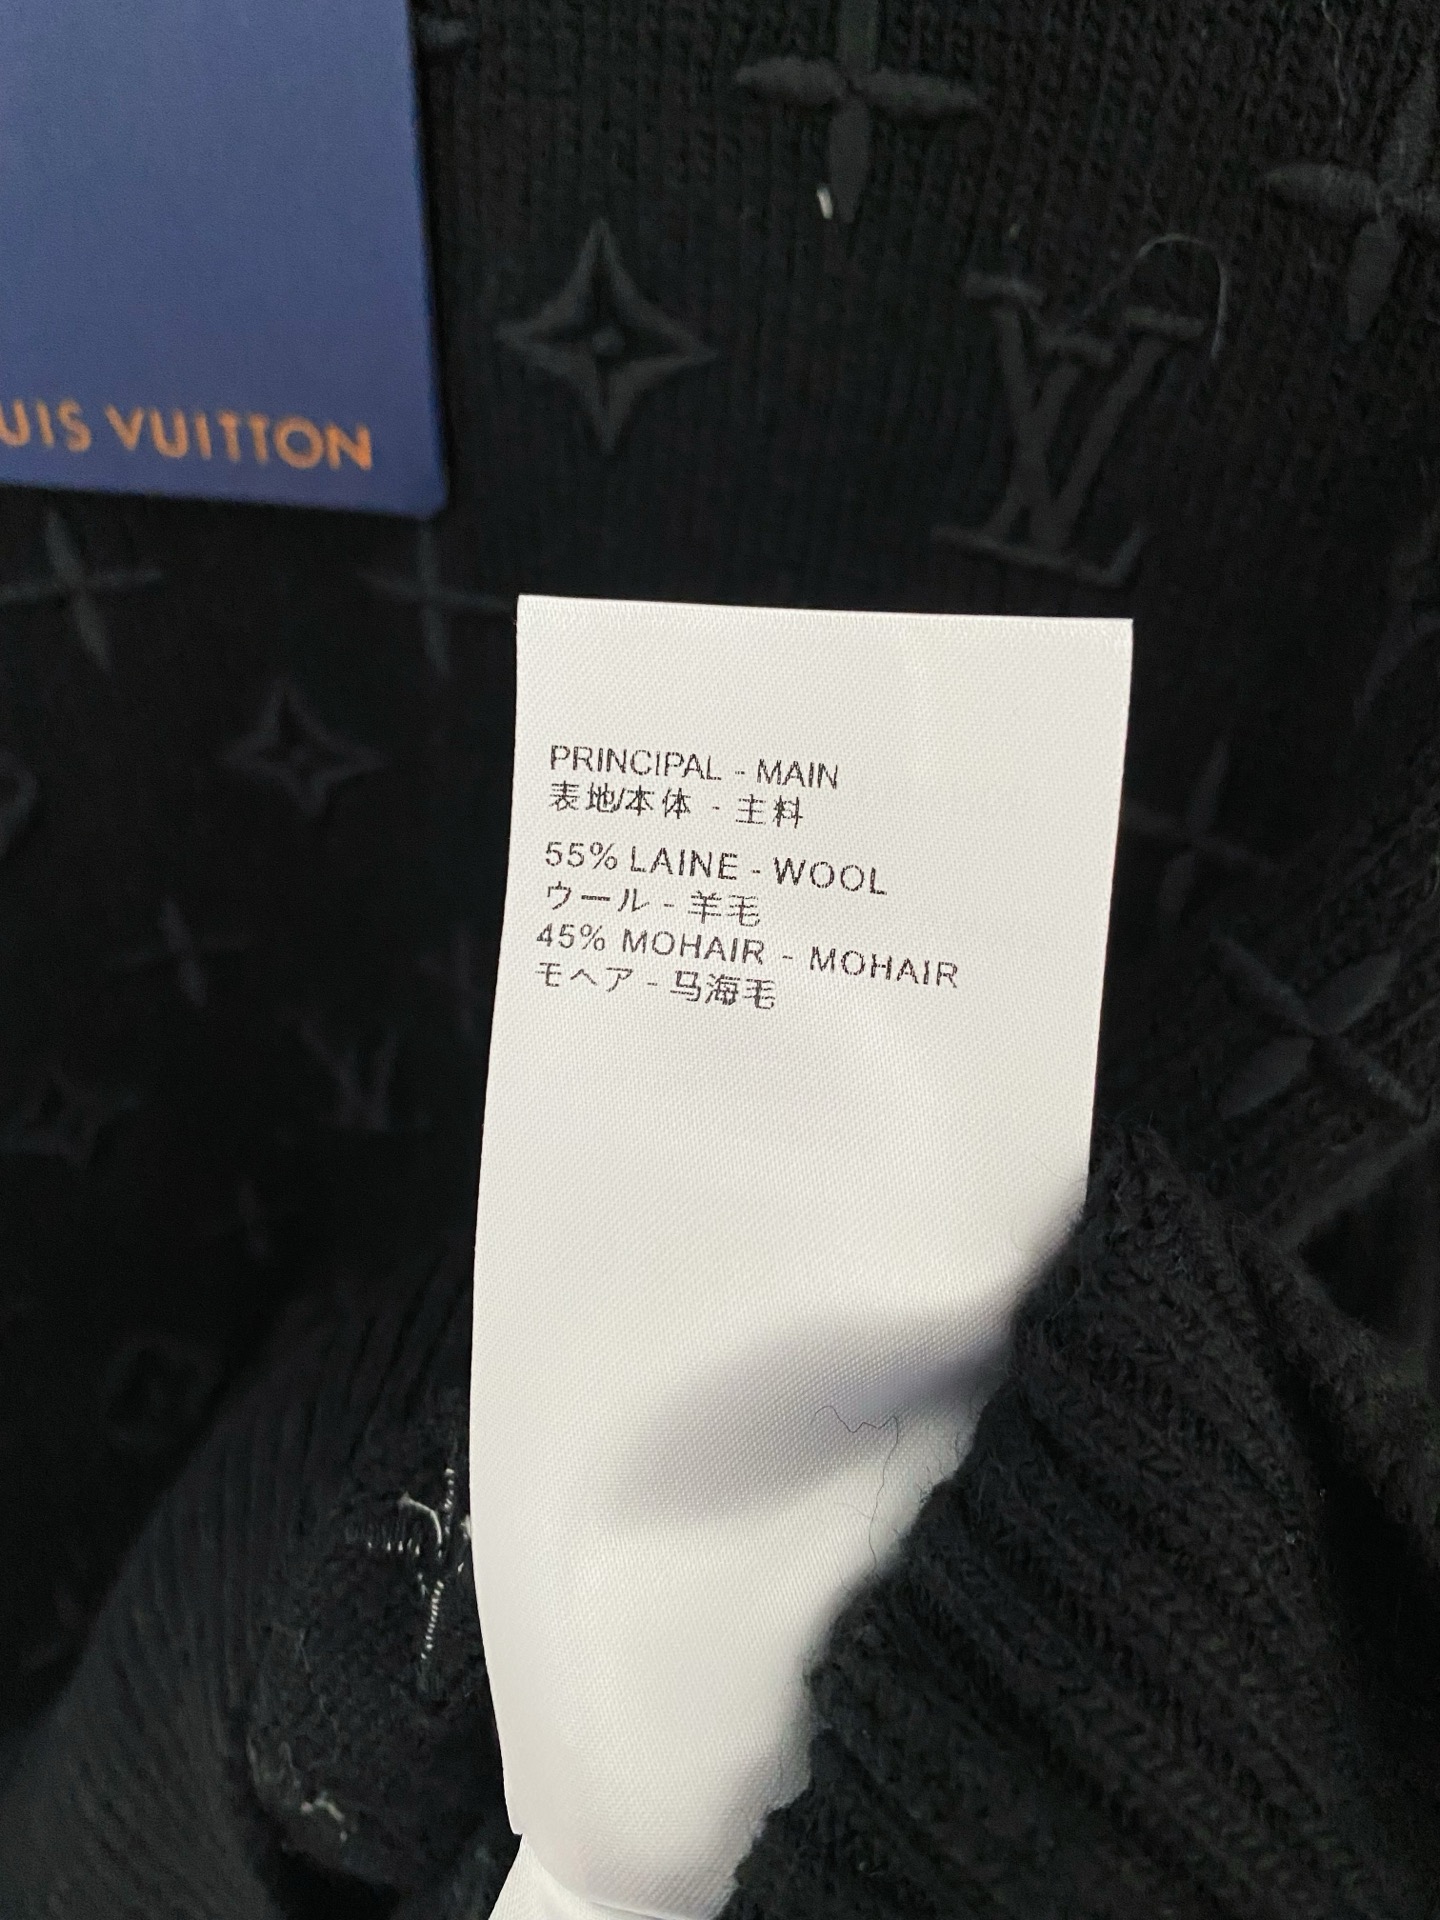 UIS VUITTON
PRINCIPAL - MAIN
表地/本体 - 主料
55% LAINE - WOOL
ウール - 羊毛
45% MOHAIR - MOHAIR
モヘア - 马海毛